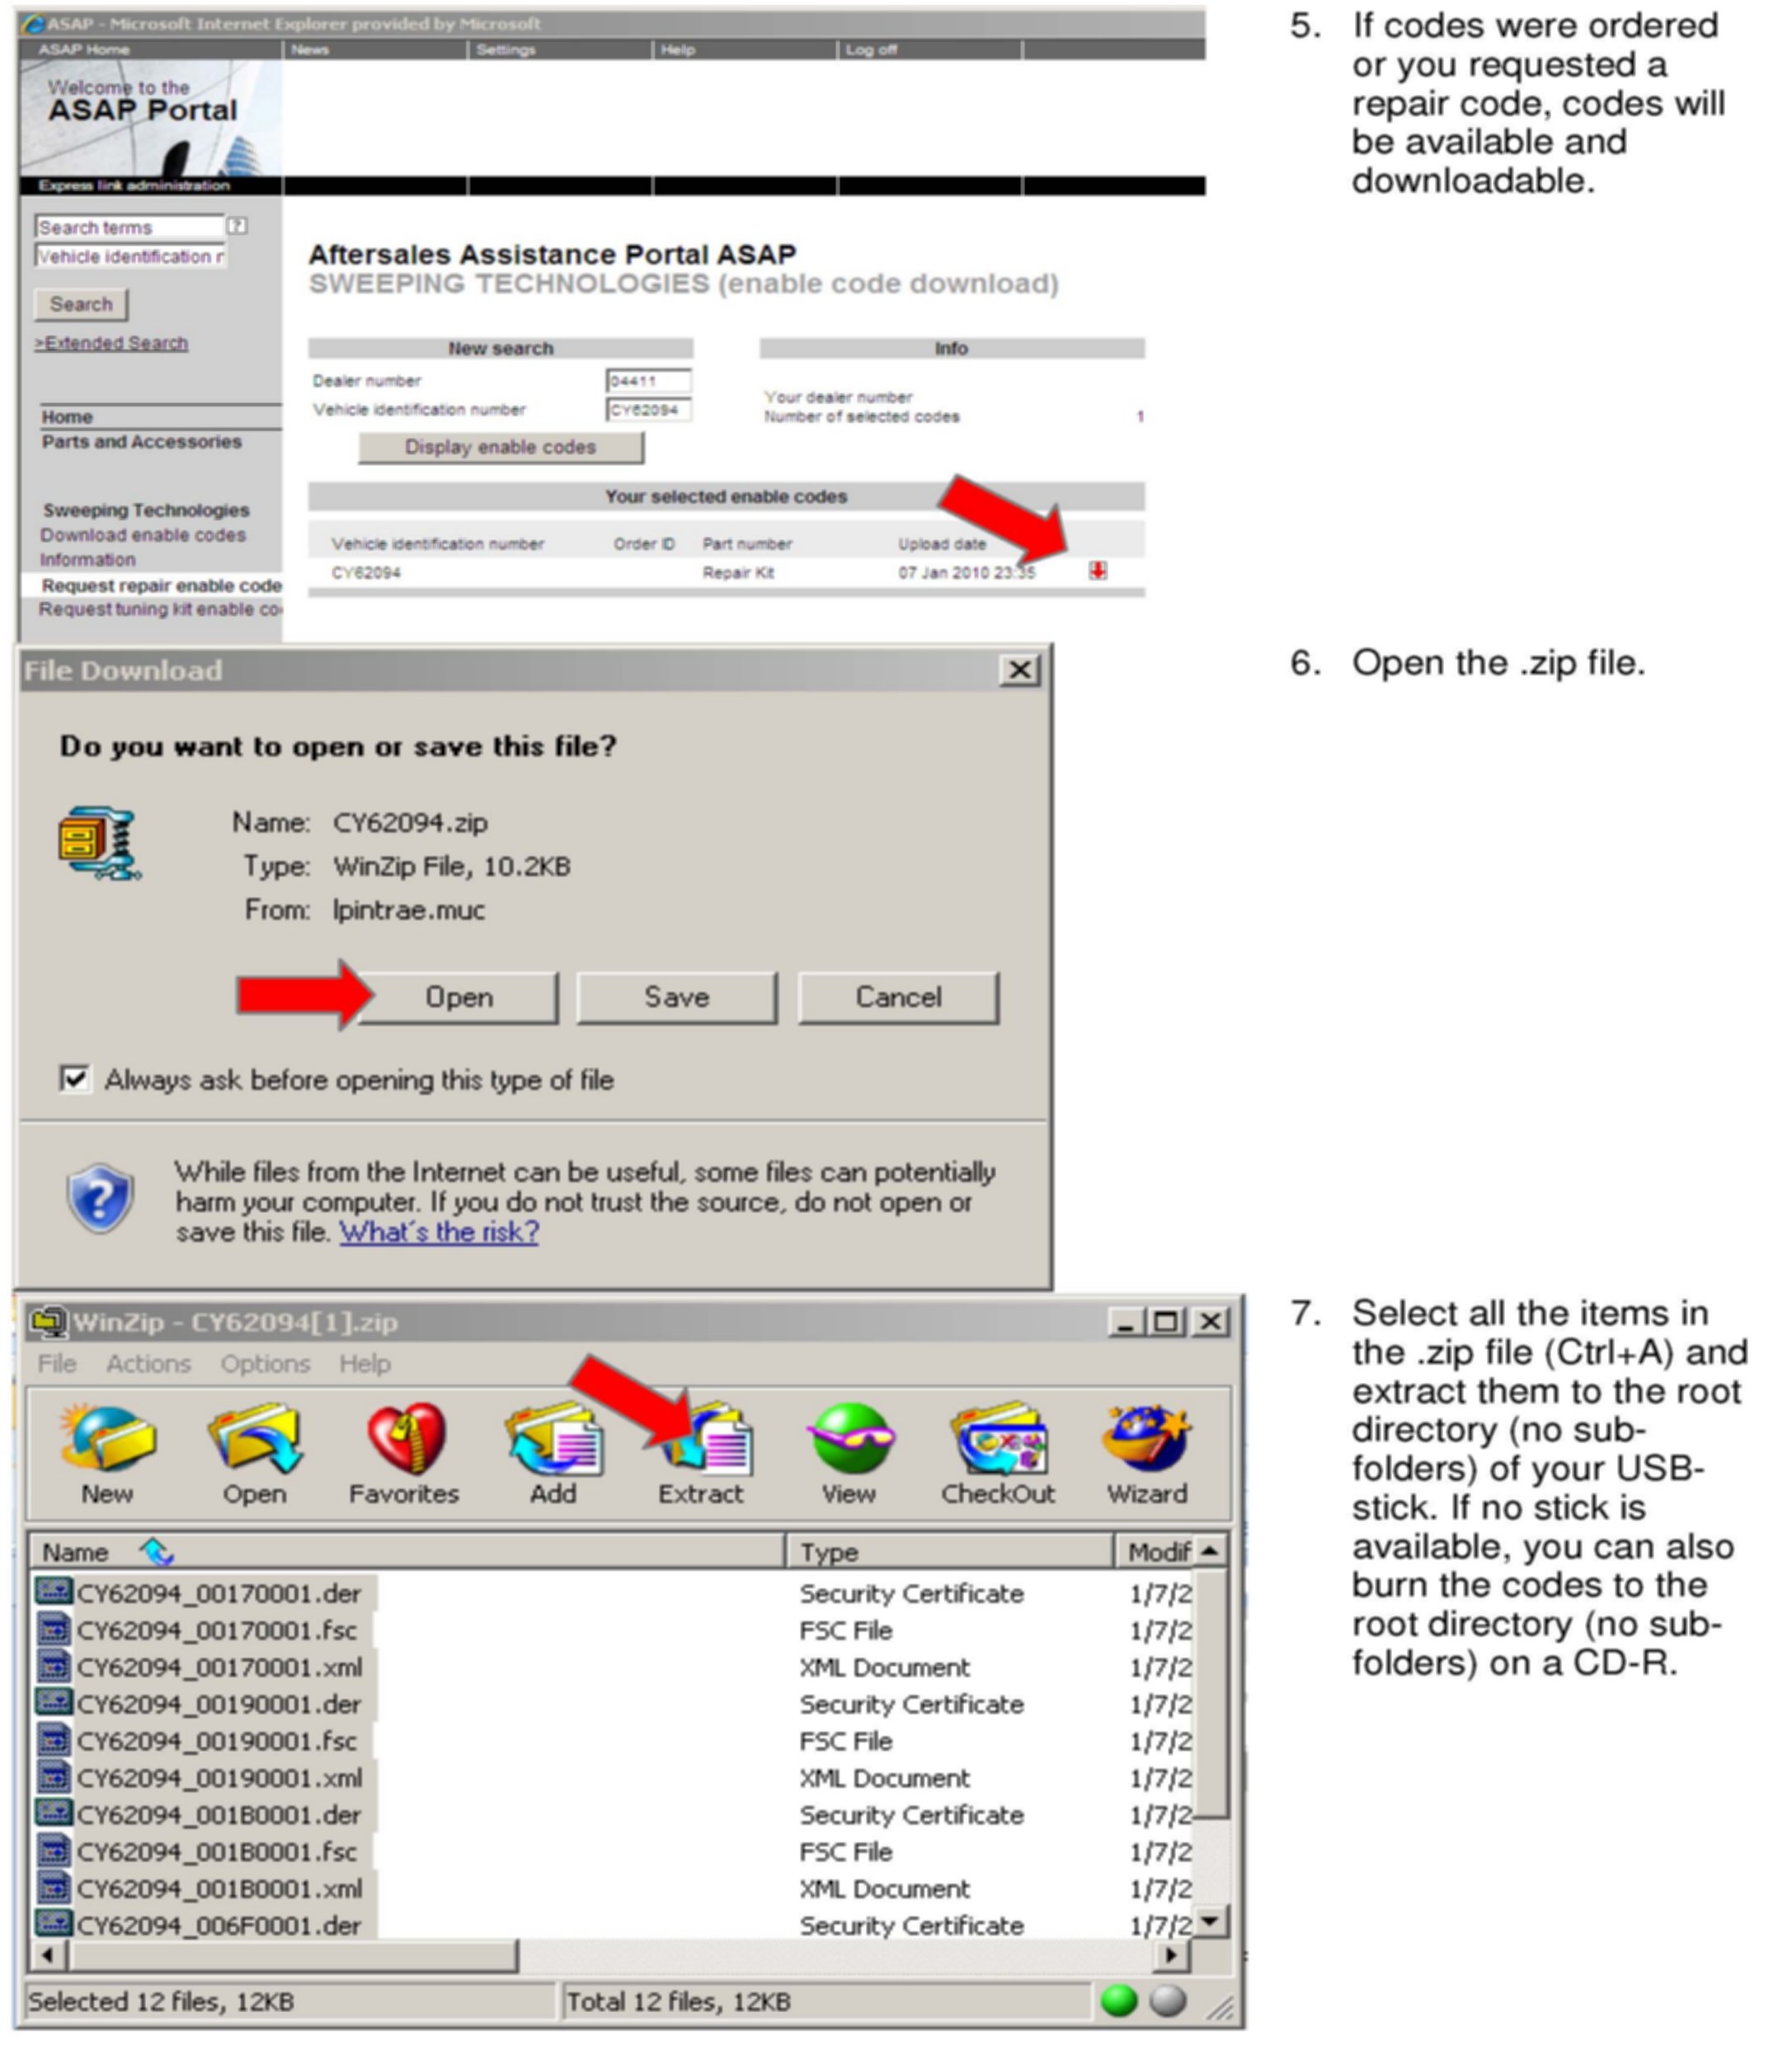 ASAP - Microsoft Internet Explorer provided by Microsoft
ASAP Home News Settings Help Log off
Welcome to the
ASAP Portal
Express link administration
Search terms ?
Vehicle identification r
Search
>Extended Search
Home
Parts and Accessories
Sweeping Technologies
Download enable codes
Information
Request repair enable code
Request tuning kit enable co
Aftersales Assistance Portal ASAP
SWEEPING TECHNOLOGIES (enable code download)
New search
Dealer number 04411
Vehicle identification number CY62094
Display enable codes
Info
Your dealer number
Number of selected codes 1
Your selected enable codes
Vehicle identification number Order ID Part number Upload date
CY62094 Repair Kit 07 Jan 2010 23:35
5. If codes were ordered
or you requested a
repair code, codes will
be available and
downloadable.
File Download
Do you want to open or save this file?
Name: CY62094.zip
Type: WinZip File, 10.2KB
From: lpintrae.muc
Open Save Cancel
Always ask before opening this type of file
While files from the Internet can be useful, some files can potentially
harm your computer. If you do not trust the source, do not open or
save this file. What's the risk?
6. Open the .zip file.
WinZip - CY62094[1].zip
File Actions Options Help
New Open Favorites Add Extract View CheckOut Wizard
Name Type Modif
CY62094_00170001.der Security Certificate 1/7/2
CY62094_00170001.fsc FSC File 1/7/2
CY62094_00170001.xml XML Document 1/7/2
CY62094_00190001.der Security Certificate 1/7/2
CY62094_00190001.fsc FSC File 1/7/2
CY62094_00190001.xml XML Document 1/7/2
CY62094_001B0001.der Security Certificate 1/7/2
CY62094_001B0001.fsc FSC File 1/7/2
CY62094_001B0001.xml XML Document 1/7/2
CY62094_006F0001.der Security Certificate 1/7/2
Selected 12 files, 12KB Total 12 files, 12KB
7. Select all the items in
the .zip file (Ctrl+A) and
extract them to the root
directory (no sub-
folders) of your USB-
stick. If no stick is
available, you can also
burn the codes to the
root directory (no sub-
folders) on a CD-R.